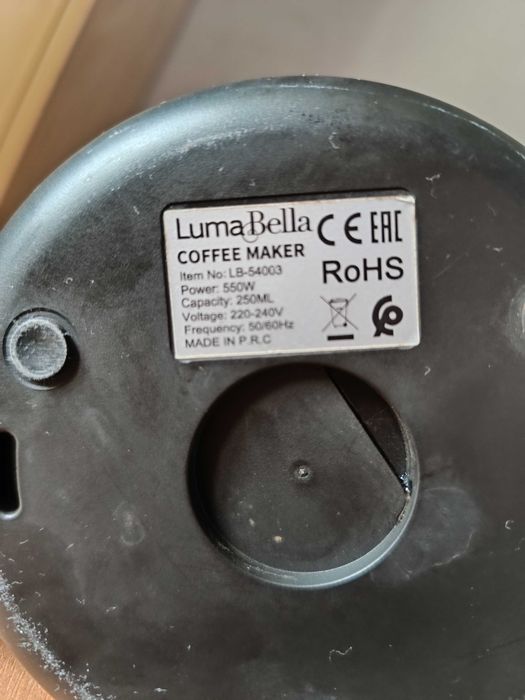 LumaBella CE EAC
COFFEE MAKER
RoHS
Item No: LB-54003
Power: 550W
Capacity: 250ML
Voltage: 220-240V
Frequency: 50/60Hz
MADE IN P.R.C